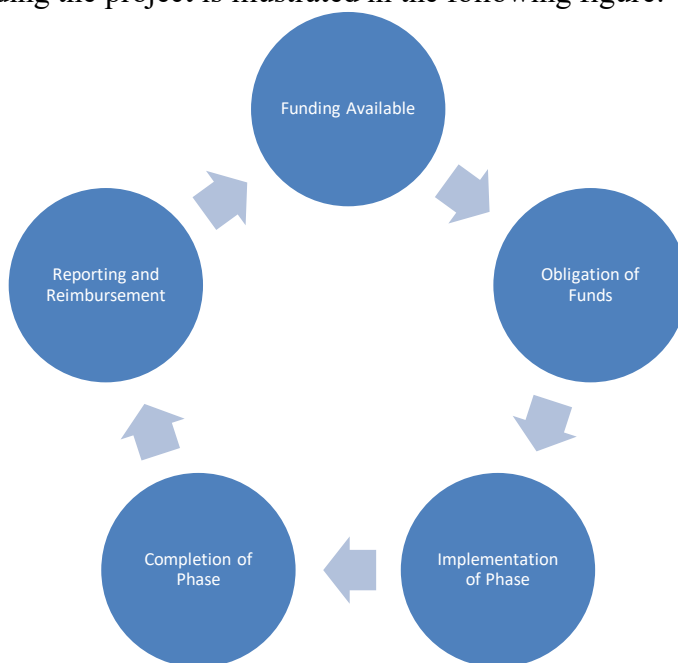 ding the project is illustrated in the following figure.
Funding Available
Obligation of
Funds
Implementation
of Phase
Completion of
Phase
Reporting and
Reimbursement